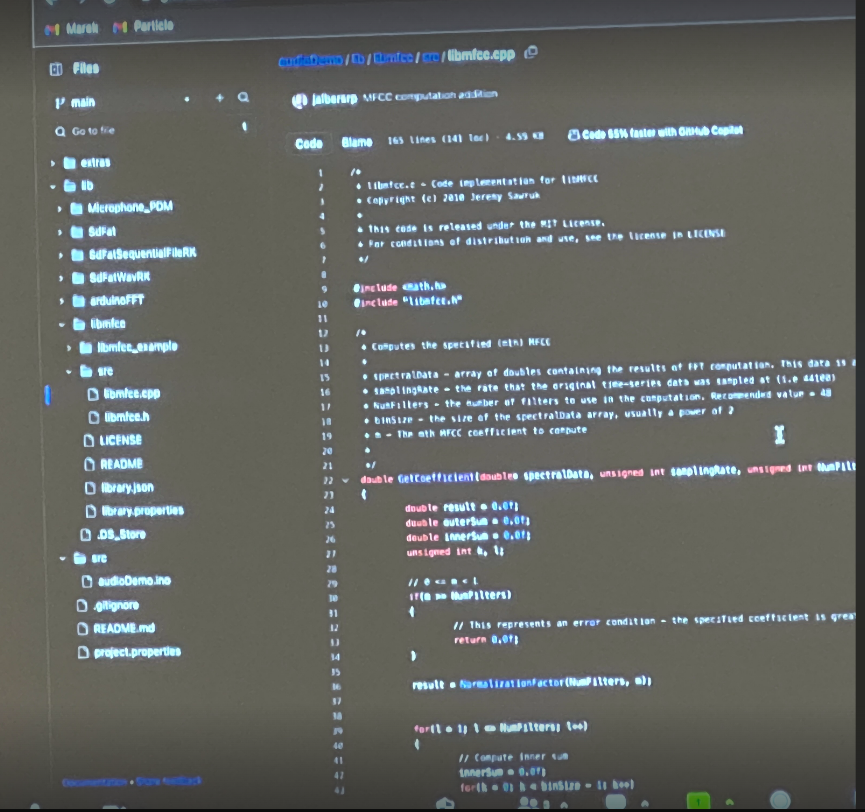 Marek
Particle
Files
main
Go to file
extras
lib
Microphone_PDM
SdFat
SdFatSequentialFileRK
SdFatWavRK
arduinoFFT
libmfcc
libmfcc_example
src
libmfcc.cpp
libmfcc.h
LICENSE
README
library.json
library.properties
.DS_Store
src
audioDemo.ino
.gitignore
README.md
project.properties
Documentation • Share feedback
audioDemo / lib / libmfcc / src / libmfcc.cpp
MFCC computation addition
Code Blame 165 lines (141 loc) · 4.55 KB Code 55% faster with GitHub Copilot
1 /*
2 * libmfcc.c - Code implementation for libMFCC
3 * Copyright (c) 2010 Jeremy Sawruk
4 *
5 * This code is released under the MIT License.
6 * For conditions of distribution and use, see the license in LICENSE
7 */
8
9 #include <math.h>
10 #include "libmfcc.h"
11
12 /*
13 * Computes the specified (mth) MFCC
14 *
15 * spectralData - array of doubles containing the results of FFT computation. This data is a
16 * samplingRate - the rate that the original time-series data was sampled at (i.e 44100)
17 * NumFilters - the number of filters to use in the computation. Recommended value = 48
18 * binSize - the size of the spectralData array, usually a power of 2
19 * m - The mth MFCC coefficient to compute
20 *
21 */
22 double GetCoefficient(double* spectralData, unsigned int samplingRate, unsigned int NumFilt
23 {
24 double result = 0.0f;
25 double outerSum = 0.0f;
26 double innerSum = 0.0f;
27 unsigned int k, l;
28
29 // 0 <= m < L
30 if(m >= NumFilters)
31 {
32 // This represents an error condition - the specified coefficient is grea
33 return 0.0f;
34 }
35
36 result = NormalizationFactor(NumFilters, m);
37
38
39 for(l = 1; l <= NumFilters; l++)
40 {
41 // Compute inner sum
42 innerSum = 0.0f;
43 for(k = 0; k < binSize - 1; k++)